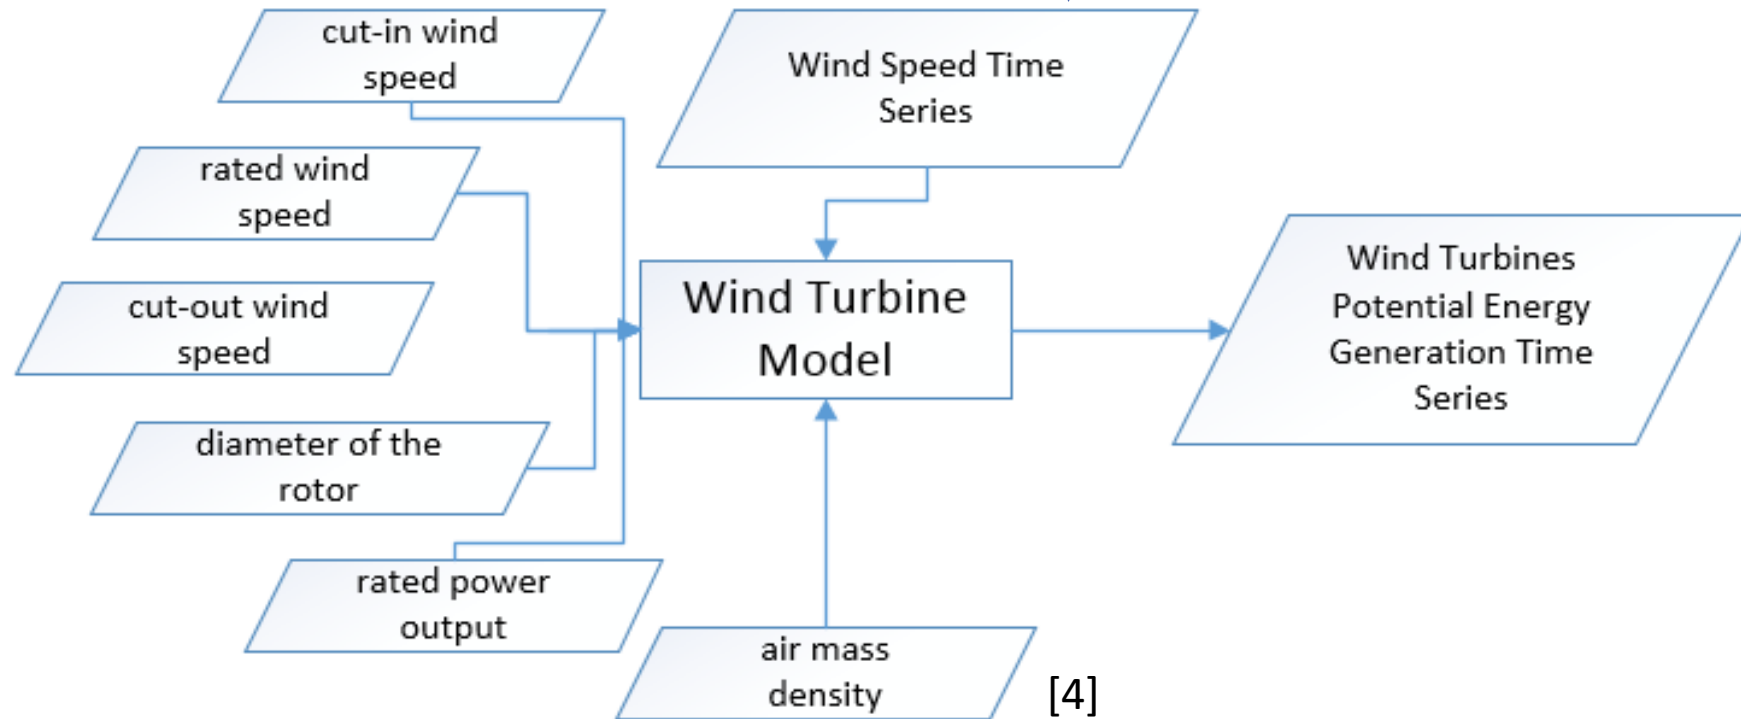 cut-in wind
speed
Wind Speed Time
Series
rated wind
speed
cut-out wind
speed
Wind Turbine
Model
Wind Turbines
Potential Energy
Generation Time
Series
diameter of the
rotor
rated power
output
air mass
density
[4]